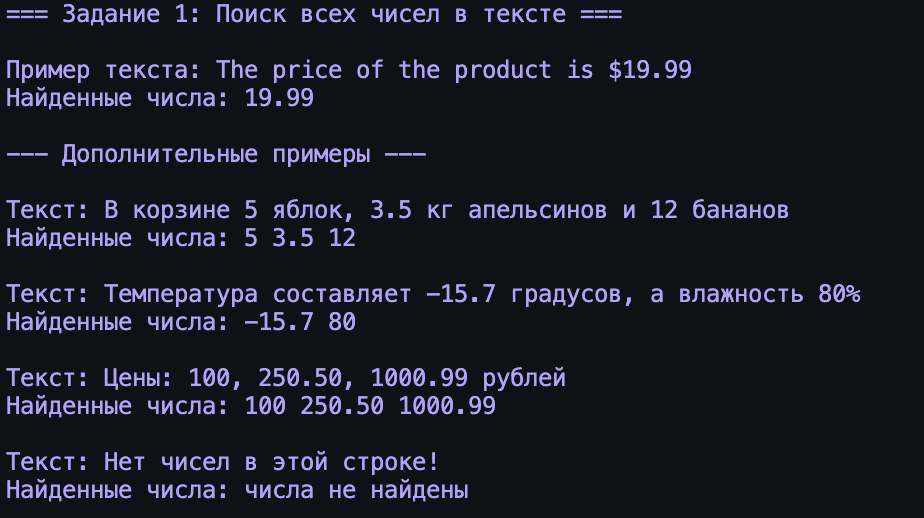 === Задание 1: Поиск всех чисел в тексте ===
Пример текста: The price of the product is $19.99
Найденные числа: 19.99
--- Дополнительные примеры ---
Текст: В корзине 5 яблок, 3.5 кг апельсинов и 12 бананов
Найденные числа: 5 3.5 12
Текст: Температура составляет -15.7 градусов, а влажность 80%
Найденные числа: -15.7 80
Текст: Цены: 100, 250.50, 1000.99 рублей
Найденные числа: 100 250.50 1000.99
Текст: Нет чисел в этой строке!
Найденные числа: числа не найдены